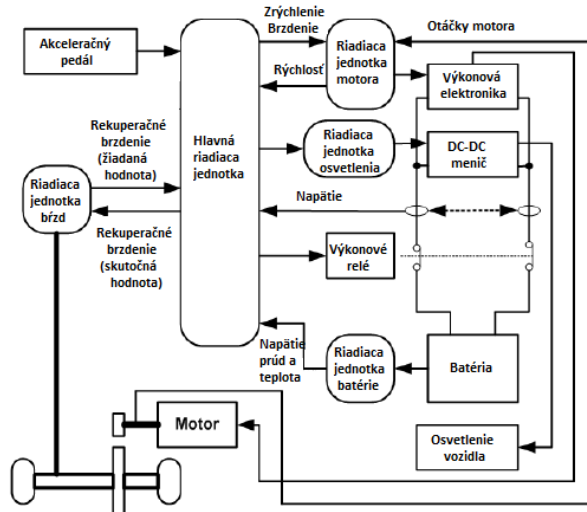 Zrýchlenie
Brzdenie
Otáčky motora
Akceleračný
pedál
Riadiaca
jednotka
motora
Rýchlosť
Výkonová
elektronika
Rekuperačné
brzdenie
(žiadaná
hodnota)
Hlavná
riadiaca
jednotka
Riadiaca
jednotka
osvetlenia
DC-DC
menič
Riadiaca
jednotka
bŕzd
Napätie
Rekuperačné
brzdenie
(skutočná
hodnota)
Výkonové
relé
Napätie
prúd a
teplota
Riadiaca
jednotka
batérie
Batéria
Motor
Osvetlenie
vozidla